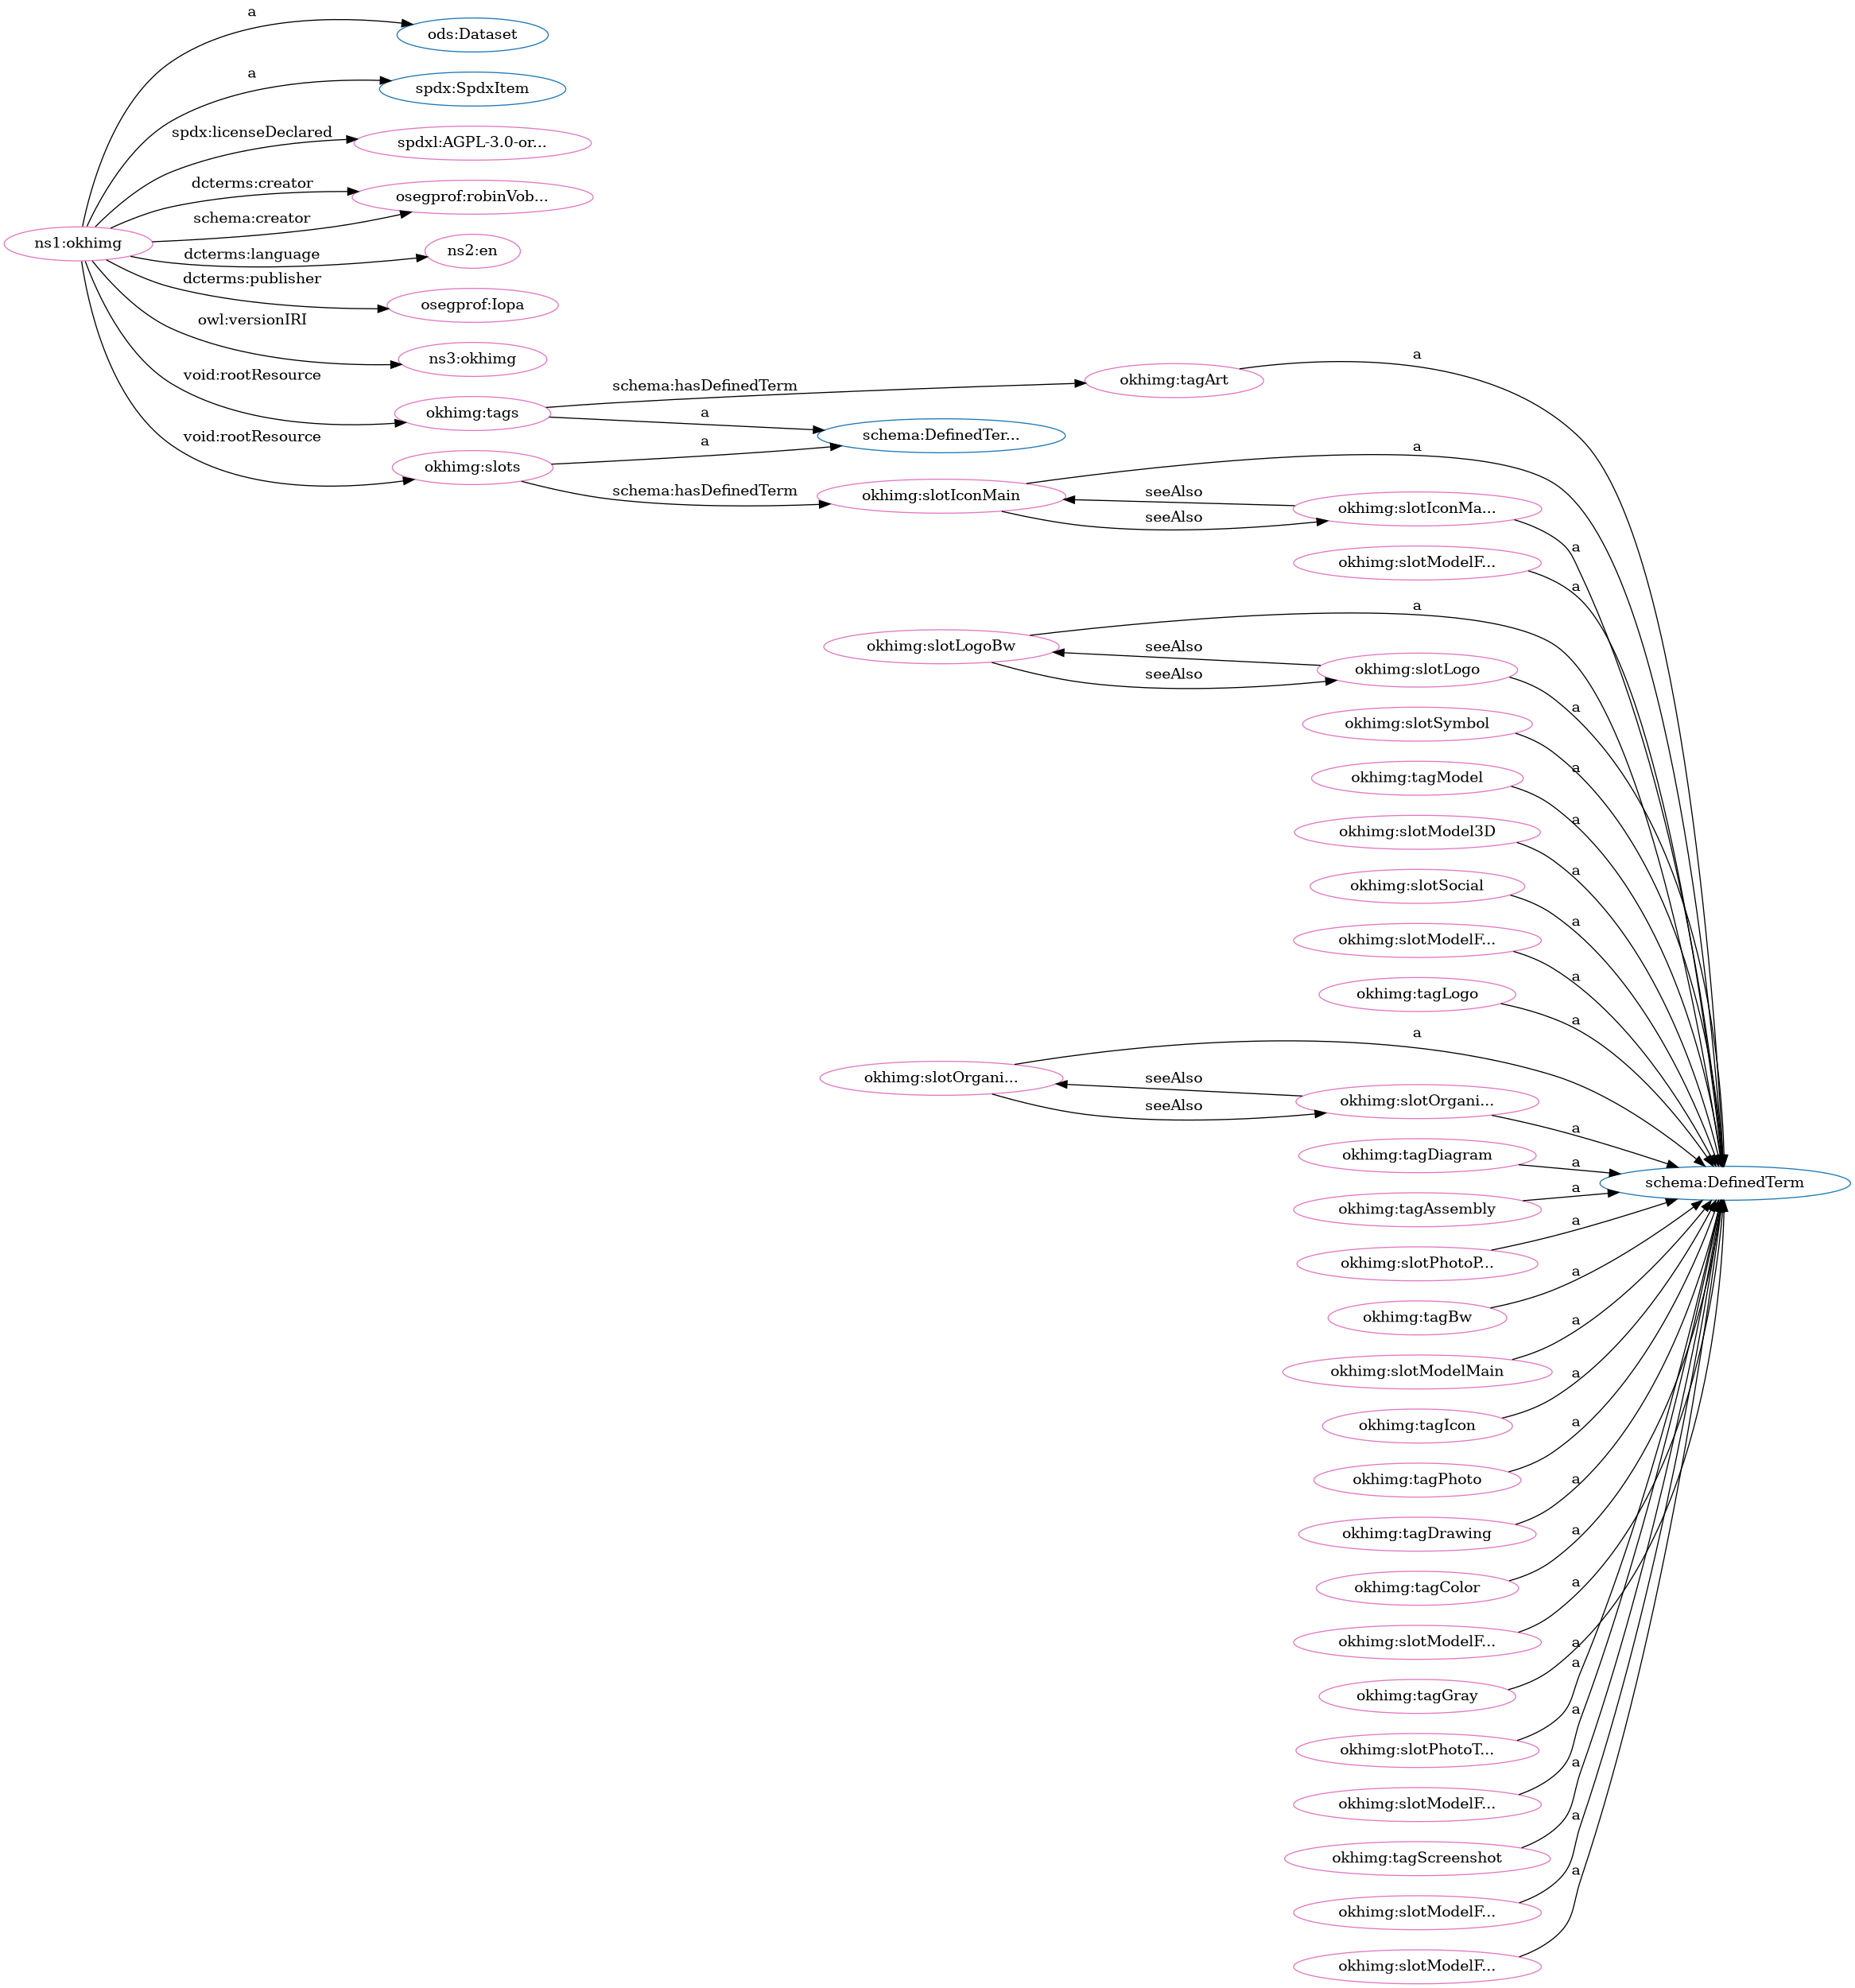 a
ods:Dataset
a
spdx:SpdxItem
spdx:licenseDeclared
spdxl:AGPL-3.0-or...
dcterms:creator
osegprof:robinVob...
schema:creator
ns1:okhimg
dcterms:language
ns2:en
dcterms:publisher
osegprof:Iopa
owl:versionIRI
ns3:okhimg
void:rootResource
okhimg:tags
schema:hasDefinedTerm
okhimg:tagArt
a
a
schema:DefinedTer...
void:rootResource
a
okhimg:slots
schema:hasDefinedTerm
okhimg:slotIconMain
a
seeAlso
okhimg:slotIconMa...
seeAlso
a
okhimg:slotModelF...
a
a
okhimg:slotLogoBw
seeAlso
okhimg:slotLogo
seeAlso
a
okhimg:slotSymbol
a
okhimg:tagModel
a
okhimg:slotModel3D
a
okhimg:slotSocial
a
okhimg:slotModelF...
a
okhimg:tagLogo
a
a
okhimg:slotOrgani...
seeAlso
okhimg:slotOrgani...
seeAlso
a
okhimg:tagDiagram
a
schema:DefinedTerm
okhimg:tagAssembly
a
okhimg:slotPhotoP...
a
okhimg:tagBw
a
okhimg:slotModelMain
a
okhimg:tagIcon
a
okhimg:tagPhoto
a
okhimg:tagDrawing
a
okhimg:tagColor
a
okhimg:slotModelF...
a
okhimg:tagGray
a
okhimg:slotPhotoT...
a
okhimg:slotModelF...
a
okhimg:tagScreenshot
a
okhimg:slotModelF...
a
okhimg:slotModelF...
a